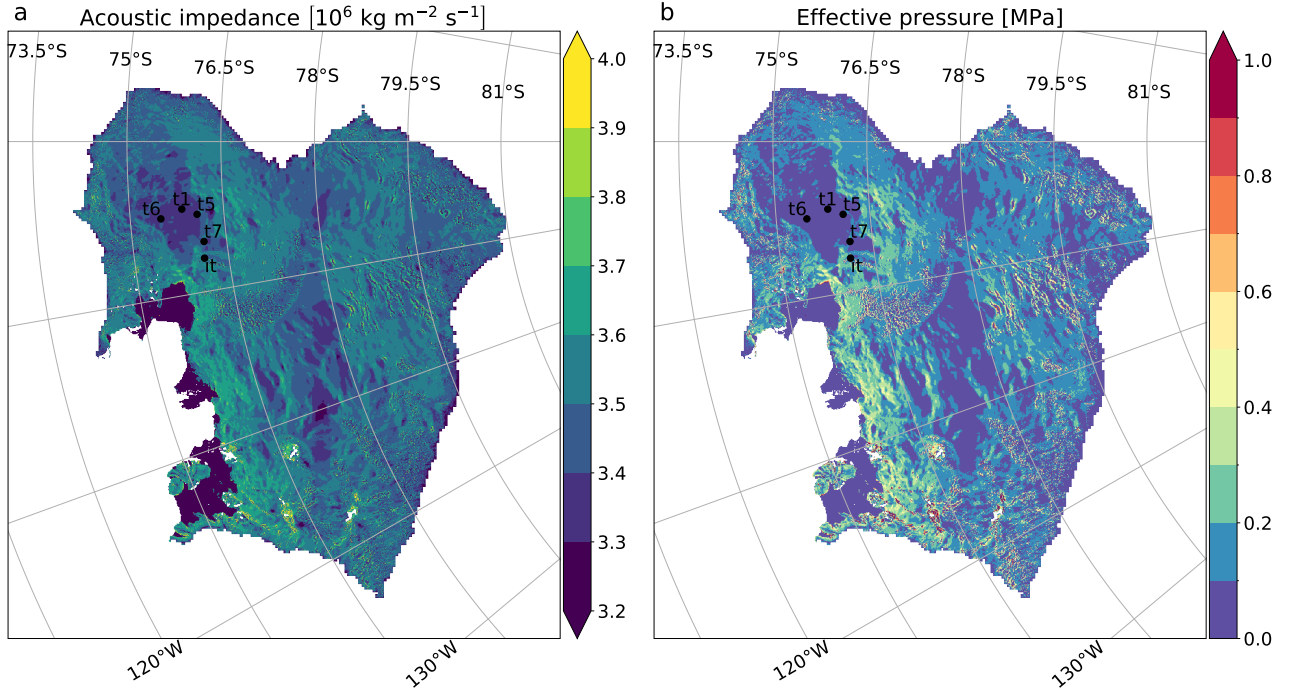 a
Acoustic impedance [10⁶ kg m⁻² s⁻¹]
73.5°S
75°S
76.5°S
78°S
79.5°S
81°S
t6
t1
t5
t7
it
120°W
130°W
4.0
3.9
3.8
3.7
3.6
3.5
3.4
3.3
3.2
b
Effective pressure [MPa]
73.5°S
75°S
76.5°S
78°S
79.5°S
81°S
t6
t1
t5
t7
it
120°W
130°W
1.0
0.8
0.6
0.4
0.2
0.0